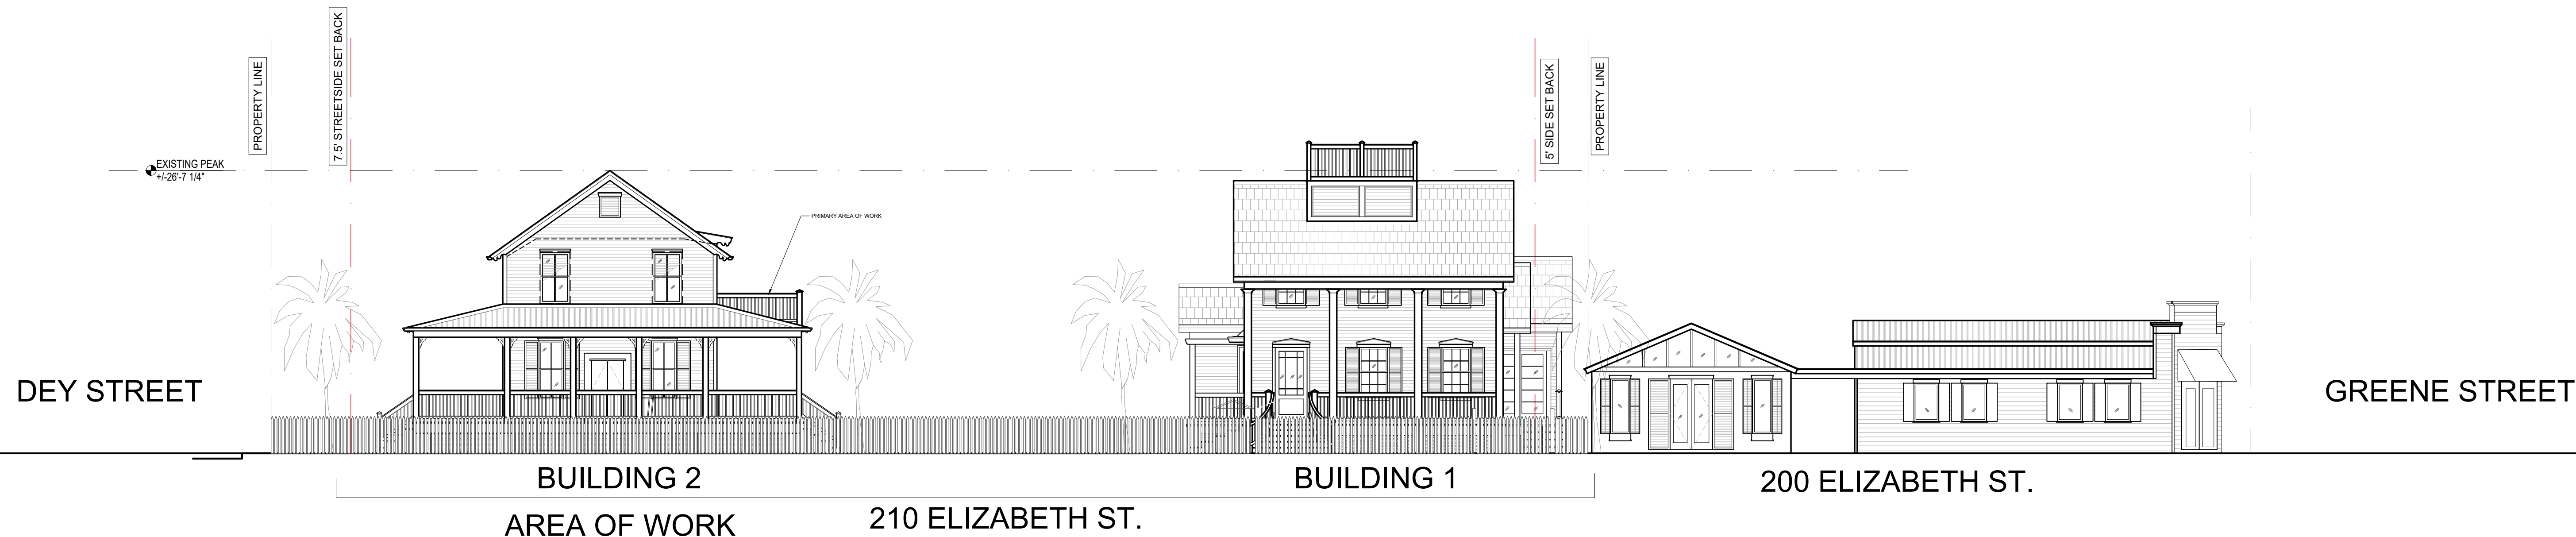 PROPERTY LINE
7.5' STREETSIDE SET BACK
5' SIDE SET BACK
PROPERTY LINE
EXISTING PEAK
+/-26'-7 1/4"
PRIMARY AREA OF WORK
DEY STREET
GREENE STREET
BUILDING 2
BUILDING 1
200 ELIZABETH ST.
AREA OF WORK
210 ELIZABETH ST.